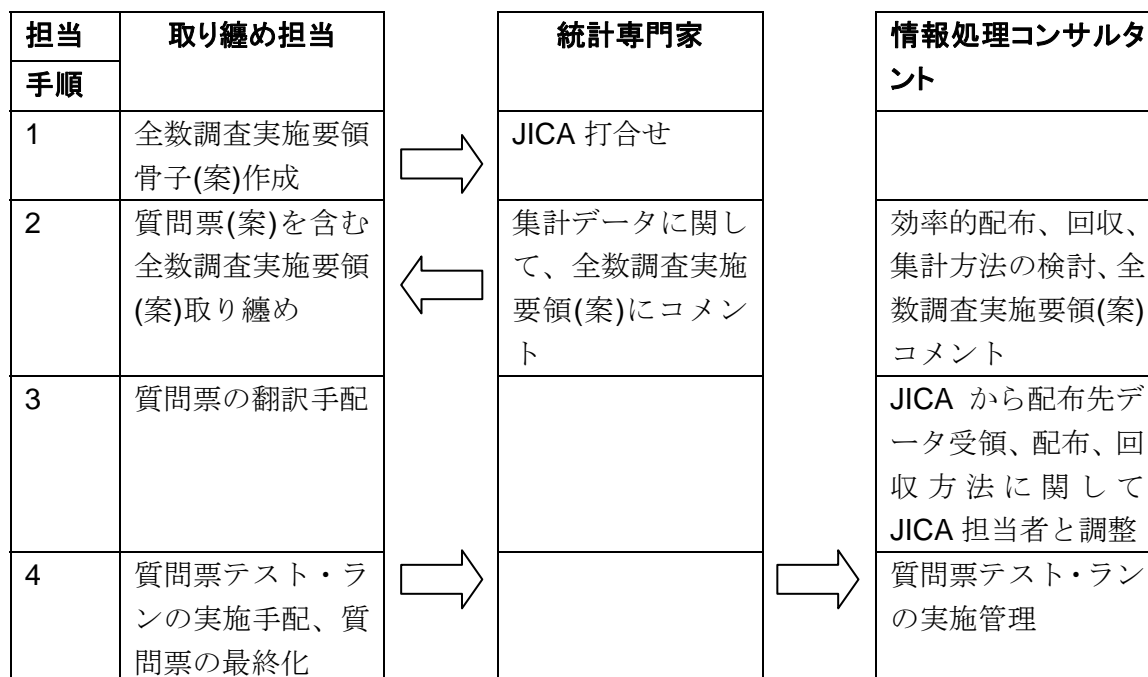 担当
手順
取り纏め担当
統計専門家
情報処理コンサルタ
ント
1
全数調査実施要領
骨子(案)作成
JICA 打合せ
2
質問票(案)を含む
全数調査実施要領
(案)取り纏め
集計データに関し
て、全数調査実施
要領(案)にコメン
ト
効率的配布、回収、
集計方法の検討、全
数調査実施要領(案)
コメント
3
質問票の翻訳手配
JICA から配布先デ
ータ受領、配布、回
収方法に関して
JICA 担当者と調整
4
質問票テスト・ラ
ンの実施手配、質
問票の最終化
質問票テスト・ラン
の実施管理